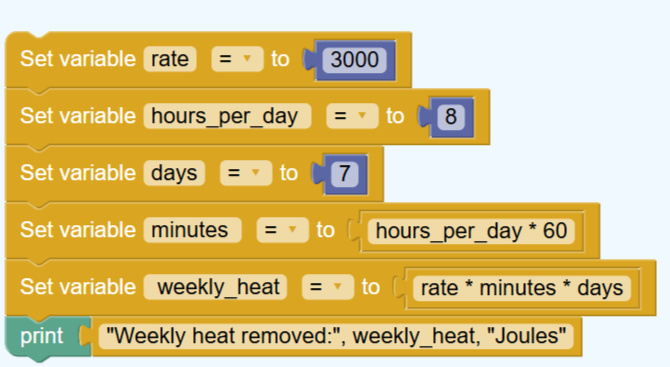 Set variable rate = to 3000
Set variable hours_per_day = to 8
Set variable days = to 7
Set variable minutes = to hours_per_day * 60
Set variable weekly_heat = to rate * minutes * days
print "Weekly heat removed:", weekly_heat, "Joules"